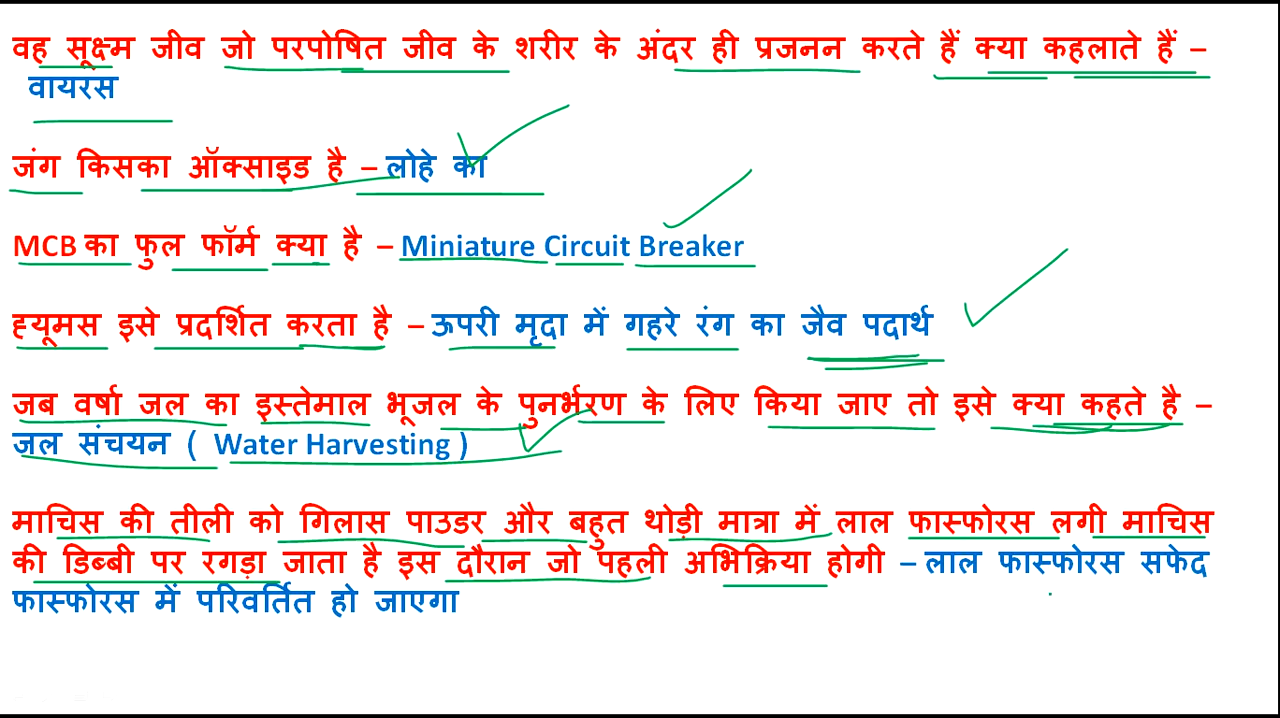 वह सूक्ष्म जीव जो परपोषित जीव के शरीर के अंदर ही प्रजनन करते हैं क्या कहलाते हैं –
वायरस
जंग किसका ऑक्साइड है – लोहे का
MCB का फुल फॉर्म क्या है – Miniature Circuit Breaker
ह्यूमस इसे प्रदर्शित करता है – ऊपरी मृदा में गहरे रंग का जैव पदार्थ
जब वर्षा जल का इस्तेमाल भूजल के पुनर्भरण के लिए किया जाए तो इसे क्या कहते है –
जल संचयन ( Water Harvesting )
माचिस की तीली को गिलास पाउडर और बहुत थोड़ी मात्रा में लाल फास्फोरस लगी माचिस
की डिब्बी पर रगड़ा जाता है इस दौरान जो पहली अभिक्रिया होगी – लाल फास्फोरस सफेद
फास्फोरस में परिवर्तित हो जाएगा